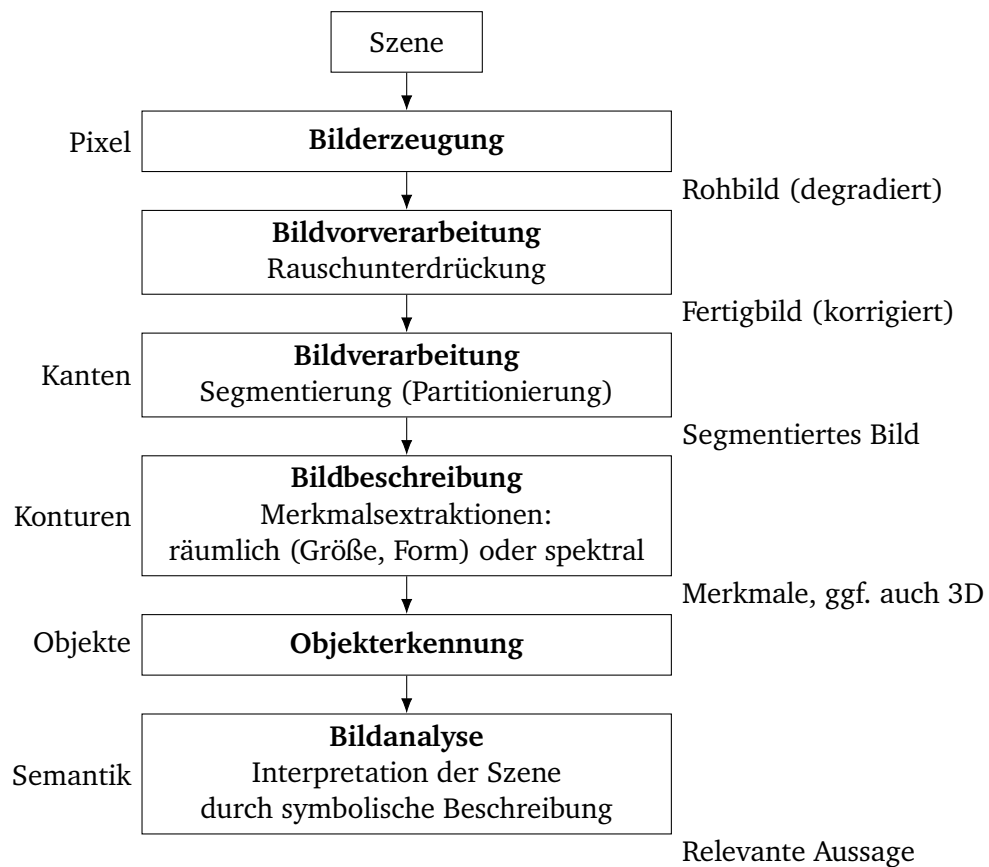 Szene
Pixel
Bilderzeugung
Rohbild (degradiert)
Bildvorverarbeitung
Rauschunterdrückung
Fertigbild (korrigiert)
Kanten
Bildverarbeitung
Segmentierung (Partitionierung)
Segmentiertes Bild
Konturen
Bildbeschreibung
Merkmalsextraktionen:
räumlich (Größe, Form) oder spektral
Merkmale, ggf. auch 3D
Objekte
Objekterkennung
Semantik
Bildanalyse
Interpretation der Szene
durch symbolische Beschreibung
Relevante Aussage